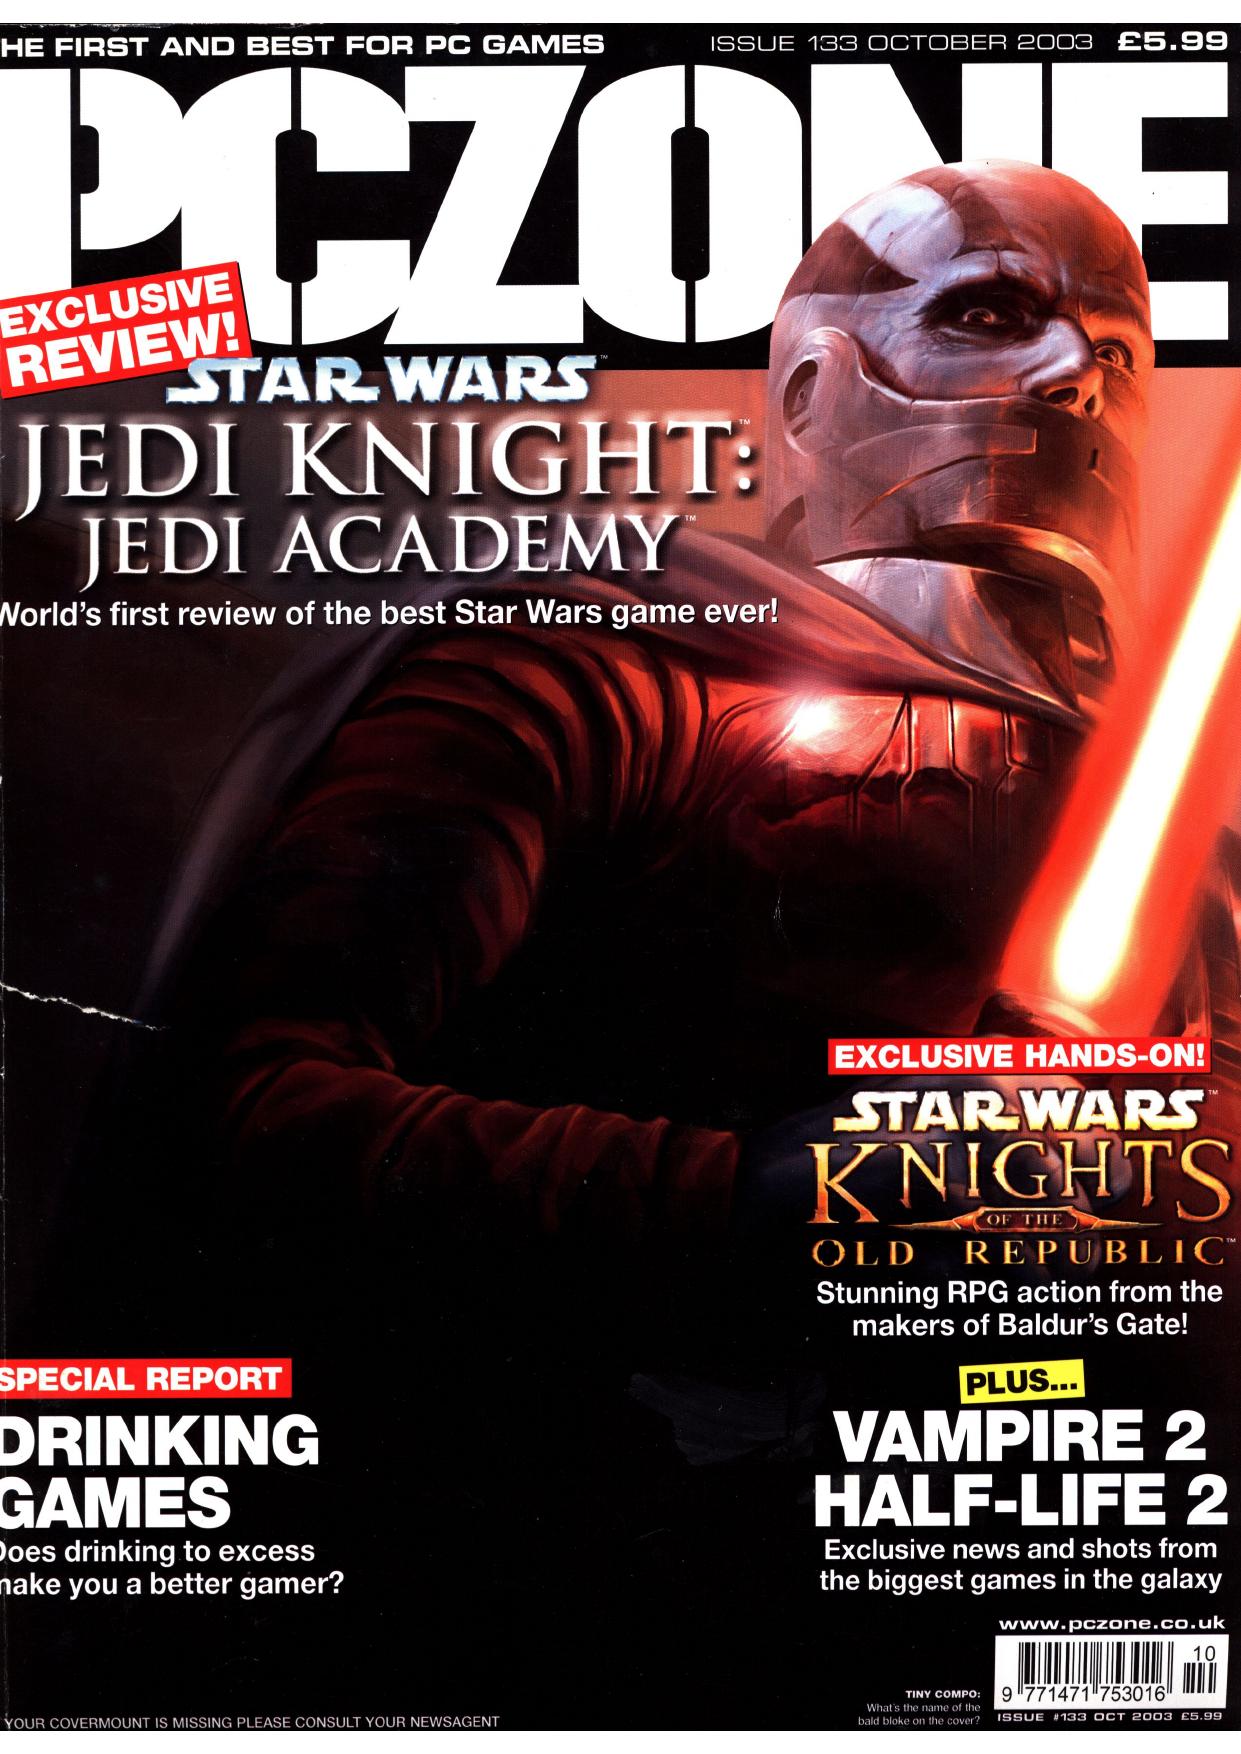 HE FIRST AND BEST FOR PC GAMES
ISSUE 133 OCTOBER 2003 £5.99
PCZONE
EXCLUSIVE
REVIEW!
STAR WARS™
JEDI KNIGHT:™
JEDI ACADEMY™
World's first review of the best Star Wars game ever!
EXCLUSIVE HANDS-ON!
STAR WARS™
KNIGHTS
OF THE
OLD REPUBLIC™
Stunning RPG action from the
makers of Baldur's Gate!
SPECIAL REPORT
DRINKING
GAMES
Does drinking to excess
make you a better gamer?
PLUS...
VAMPIRE 2
HALF-LIFE 2
Exclusive news and shots from
the biggest games in the galaxy
www.pczone.co.uk
10
9 771471 753016
ISSUE #133 OCT 2003 £5.99
TINY COMPO:
What's the name of the
bald bloke on the cover?
YOUR COVERMOUNT IS MISSING PLEASE CONSULT YOUR NEWSAGENT